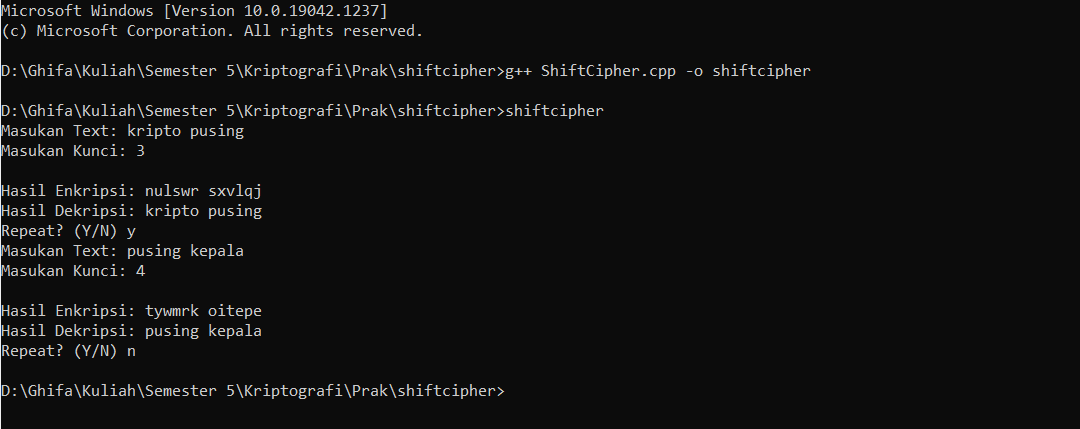 Microsoft Windows [Version 10.0.19042.1237]
(c) Microsoft Corporation. All rights reserved.
D:\Ghifa\Kuliah\Semester 5\Kriptografi\Prak\shiftcipher>g++ ShiftCipher.cpp -o shiftcipher
D:\Ghifa\Kuliah\Semester 5\Kriptografi\Prak\shiftcipher>shiftcipher
Masukan Text: kripto pusing
Masukan Kunci: 3
Hasil Enkripsi: nulswr sxvlqj
Hasil Dekripsi: kripto pusing
Repeat? (Y/N) y
Masukan Text: pusing kepala
Masukan Kunci: 4
Hasil Enkripsi: tywmrk oitepe
Hasil Dekripsi: pusing kepala
Repeat? (Y/N) n
D:\Ghifa\Kuliah\Semester 5\Kriptografi\Prak\shiftcipher>